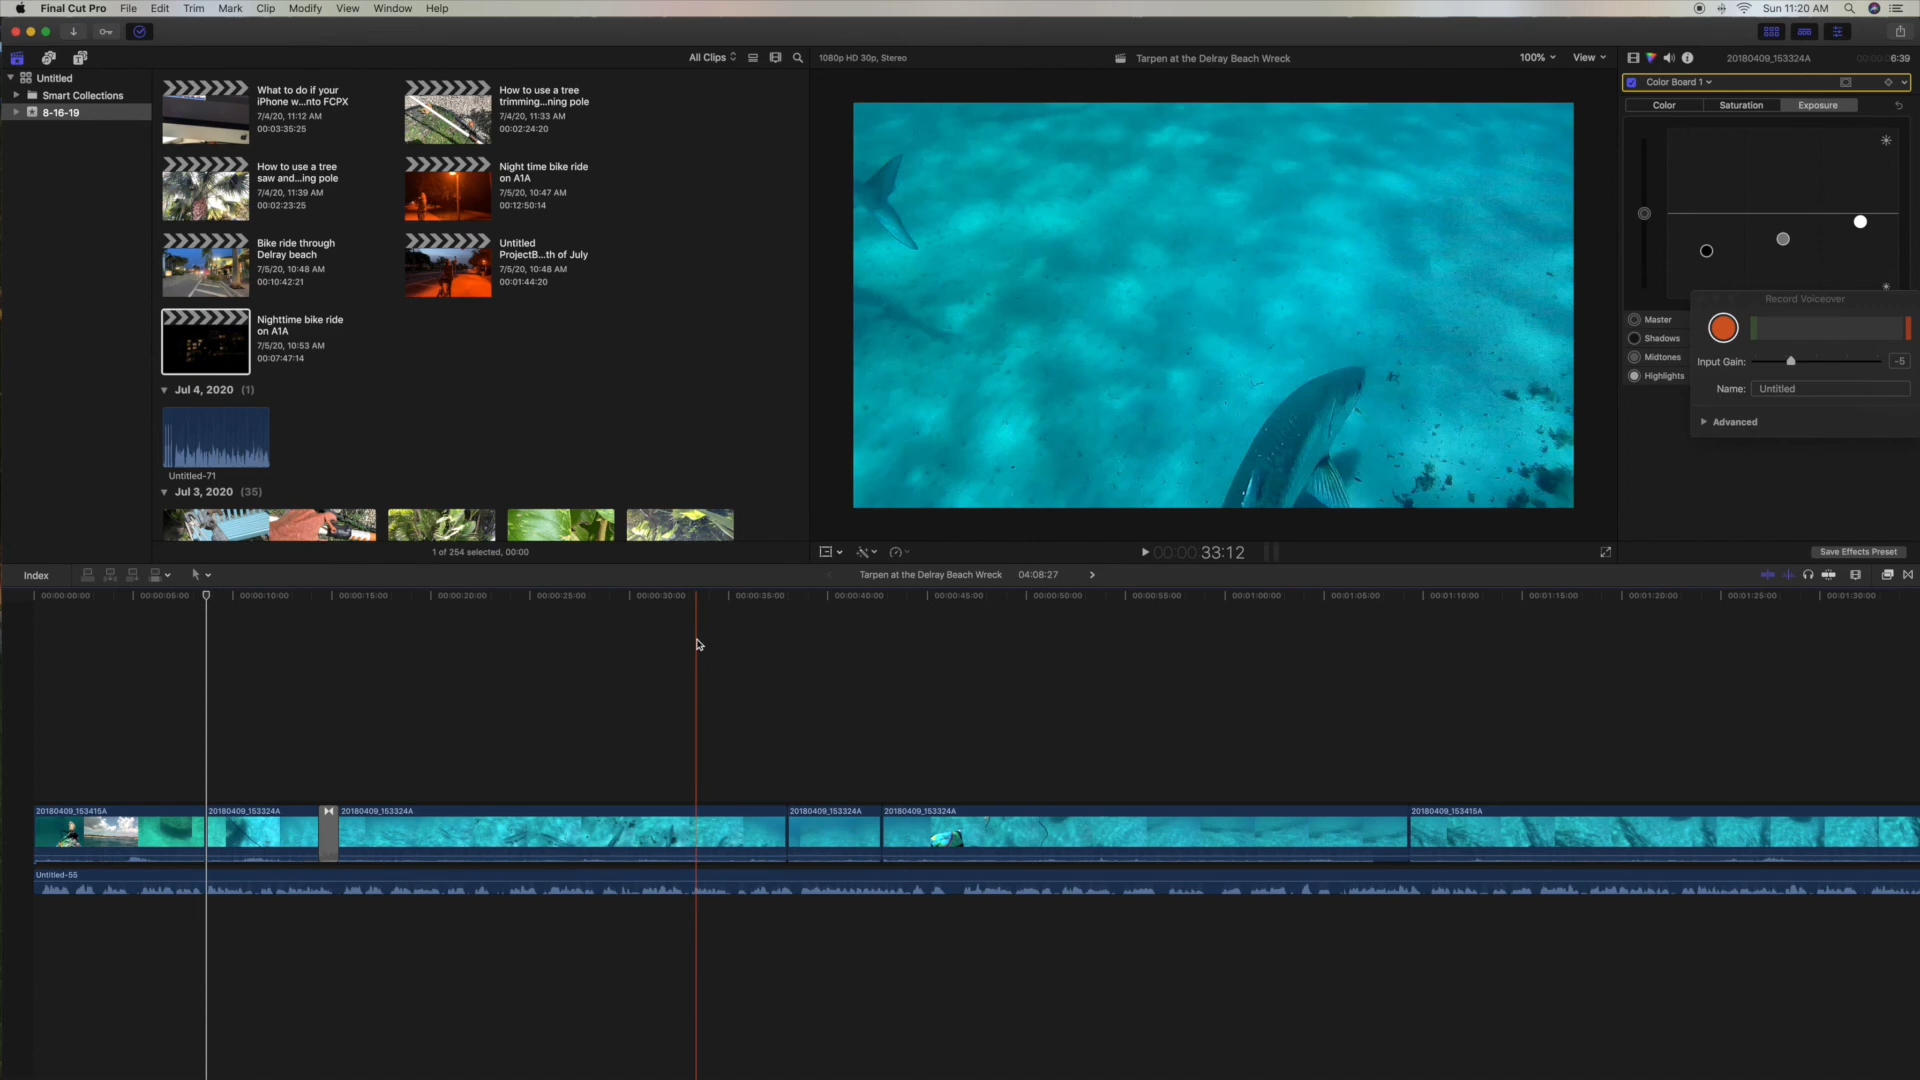 Final Cut Pro File Edit Trim Mark Clip Modify View Window Help
Sun 11:20 AM
All Clips
1080p HD 30p, Stereo
Tarpen at the Delray Beach Wreck
100%
View
20180409_153324A
6:39
Untitled
Smart Collections
8-16-19
What to do if your
iPhone w...nto FCPX
7/4/20, 11:12 AM
00:03:35:25
How to use a tree
trimming...ning pole
7/4/20, 11:33 AM
00:02:24:20
How to use a tree
saw and...ing pole
7/4/20, 11:39 AM
00:02:23:25
Night time bike ride
on A1A
7/5/20, 10:47 AM
00:12:50:14
Bike ride through
Delray beach
7/5/20, 10:48 AM
00:10:42:21
Untitled
ProjectB...th of July
7/5/20, 10:48 AM
00:01:44:20
Nighttime bike ride
on A1A
7/5/20, 10:53 AM
00:07:47:14
Jul 4, 2020 (1)
Untitled-71
Jul 3, 2020 (35)
1 of 254 selected, 00:00
00:00 33:12
Color Board 1
Color
Saturation
Exposure
Master
Shadows
Midtones
Highlights
Record Voiceover
Input Gain:
-5
Name: Untitled
Advanced
Save Effects Preset
Index
Tarpen at the Delray Beach Wreck
04:08:27
00:00:00:00 00:00:05:00 00:00:10:00 00:00:15:00 00:00:20:00 00:00:25:00 00:00:30:00 00:00:35:00 00:00:40:00 00:00:45:00 00:00:50:00 00:00:55:00 00:01:00:00 00:01:05:00 00:01:10:00 00:01:15:00 00:01:20:00 00:01:25:00 00:01:30:00
20180409_153415A 20180409_153324A 20180409_153324A 20180409_153324A 20180409_153324A 20180409_153415A
Untitled-55